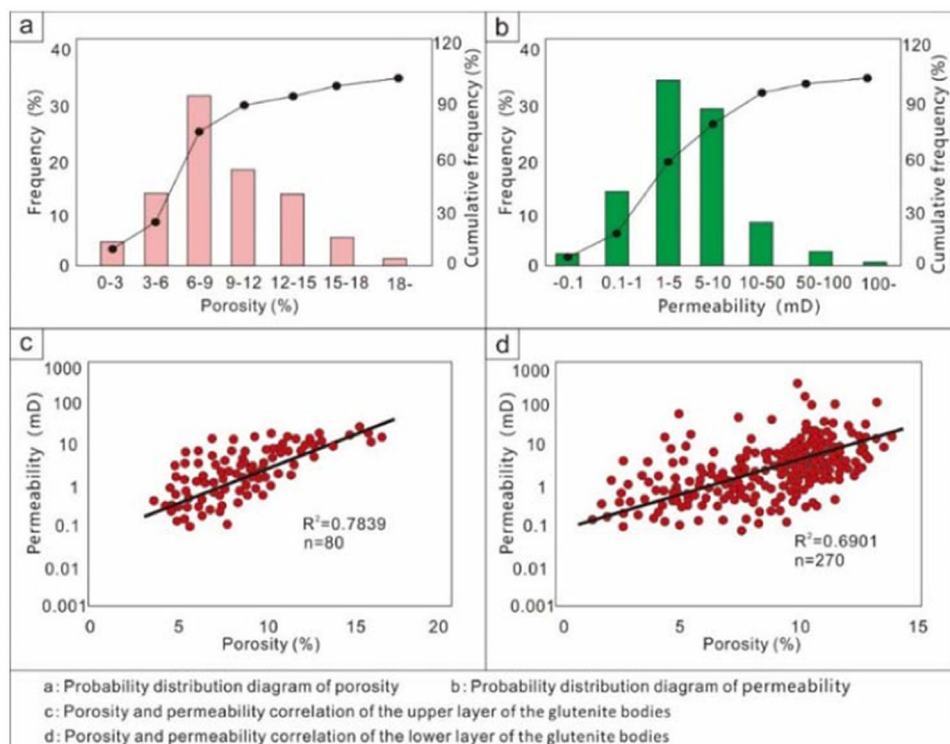 a
b
Frequency (%)
40
30
20
10
0
120
90
60
30
0
Cumulative frequency (%)
0-3 3-6 6-9 9-12 12-15 15-18 18-
Porosity (%)
Frequency (%)
40
30
20
10
0
120
90
60
30
0
Cumulative frequency (%)
-0.1 0.1-1 1-5 5-10 10-50 50-100 100-
Permeability (mD)
c
Permeability (mD)
1000
100
10
1
0.1
0.01
0.001
R²=0.7839
n=80
0 5 10 15 20
Porosity (%)
d
Permeability (mD)
1000
100
10
1
0.1
0.01
0.001
R²=0.6901
n=270
0 5 10 15
Porosity (%)
a: Probability distribution diagram of porosity b: Probability distribution diagram of permeability
c: Porosity and permeability correlation of the upper layer of the glutenite bodies
d: Porosity and permeability correlation of the lower layer of the glutenite bodies